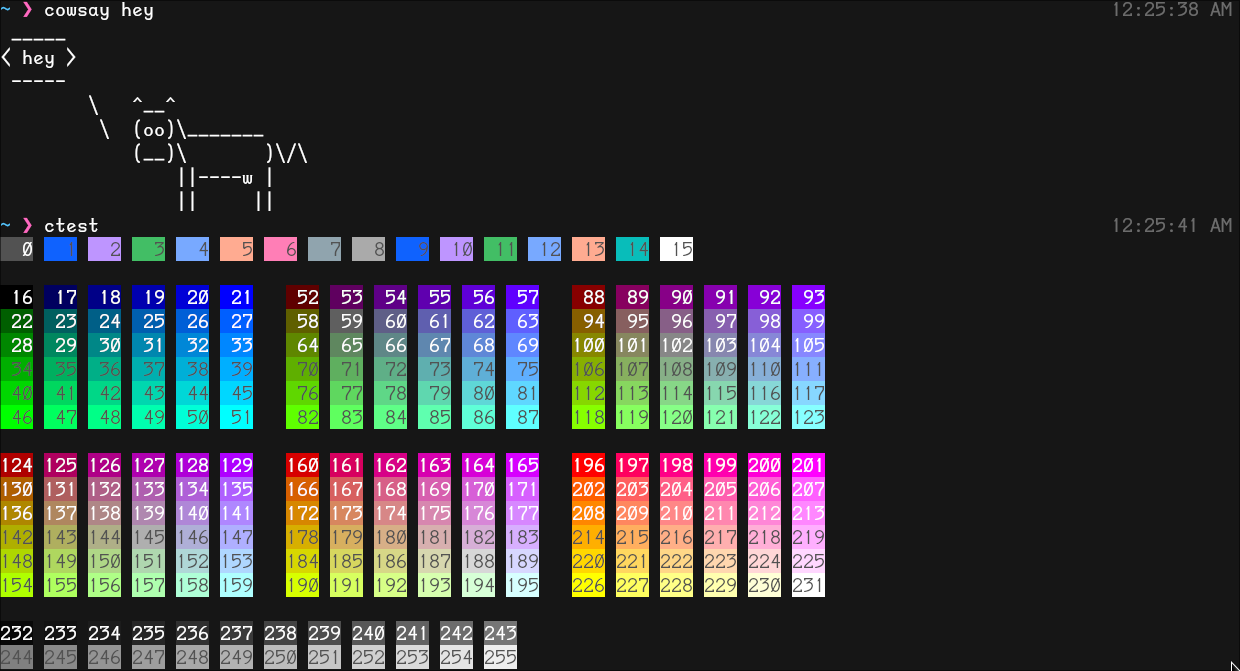 ~ ❯ cowsay hey 12:25:38 AM
 _____
< hey >
 -----
        \   ^__^
         \  (oo)\_______
            (__)\       )\/\
                ||----w |
                ||     ||
~ ❯ ctest 12:25:41 AM
0 1 2 3 4 5 6 7 8 9 10 11 12 13 14 15
16 17 18 19 20 21 52 53 54 55 56 57 88 89 90 91 92 93
22 23 24 25 26 27 58 59 60 61 62 63 94 95 96 97 98 99
28 29 30 31 32 33 64 65 66 67 68 69 100 101 102 103 104 105
34 35 36 37 38 39 70 71 72 73 74 75 106 107 108 109 110 111
40 41 42 43 44 45 76 77 78 79 80 81 112 113 114 115 116 117
46 47 48 49 50 51 82 83 84 85 86 87 118 119 120 121 122 123
124 125 126 127 128 129 160 161 162 163 164 165 196 197 198 199 200 201
130 131 132 133 134 135 166 167 168 169 170 171 202 203 204 205 206 207
136 137 138 139 140 141 172 173 174 175 176 177 208 209 210 211 212 213
142 143 144 145 146 147 178 179 180 181 182 183 214 215 216 217 218 219
148 149 150 151 152 153 184 185 186 187 188 189 220 221 222 223 224 225
154 155 156 157 158 159 190 191 192 193 194 195 226 227 228 229 230 231
232 233 234 235 236 237 238 239 240 241 242 243
244 245 246 247 248 249 250 251 252 253 254 255